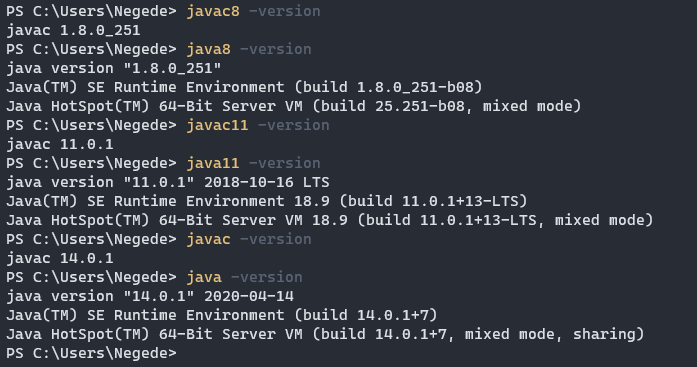 PS C:\Users\Negede> javac8 -version
javac 1.8.0_251
PS C:\Users\Negede> java8 -version
java version "1.8.0_251"
Java(TM) SE Runtime Environment (build 1.8.0_251-b08)
Java HotSpot(TM) 64-Bit Server VM (build 25.251-b08, mixed mode)
PS C:\Users\Negede> javac11 -version
javac 11.0.1
PS C:\Users\Negede> java11 -version
java version "11.0.1" 2018-10-16 LTS
Java(TM) SE Runtime Environment 18.9 (build 11.0.1+13-LTS)
Java HotSpot(TM) 64-Bit Server VM 18.9 (build 11.0.1+13-LTS, mixed mode)
PS C:\Users\Negede> javac -version
javac 14.0.1
PS C:\Users\Negede> java -version
java version "14.0.1" 2020-04-14
Java(TM) SE Runtime Environment (build 14.0.1+7)
Java HotSpot(TM) 64-Bit Server VM (build 14.0.1+7, mixed mode, sharing)
PS C:\Users\Negede>